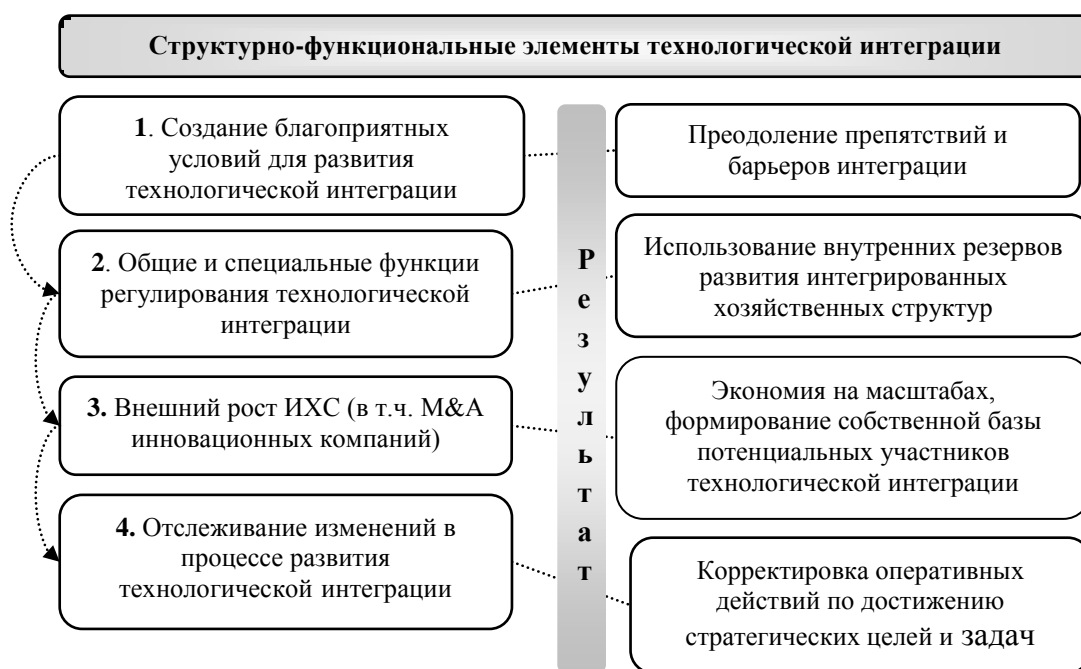 Структурно-функциональные элементы технологической интеграции
1. Создание благоприятных
условий для развития
технологической интеграции
Преодоление препятствий и
барьеров интеграции
2. Общие и специальные функции
регулирования технологической
интеграции
Использование внутренних резервов
развития интегрированных
хозяйственных структур
3. Внешний рост ИХС (в т.ч. M&A
инновационных компаний)
Экономия на масштабах,
формирование собственной базы
потенциальных участников
технологической интеграции
4. Отслеживание изменений в
процессе развития
технологической интеграции
Корректировка оперативных
действий по достижению
стратегических целей и задач
Результат